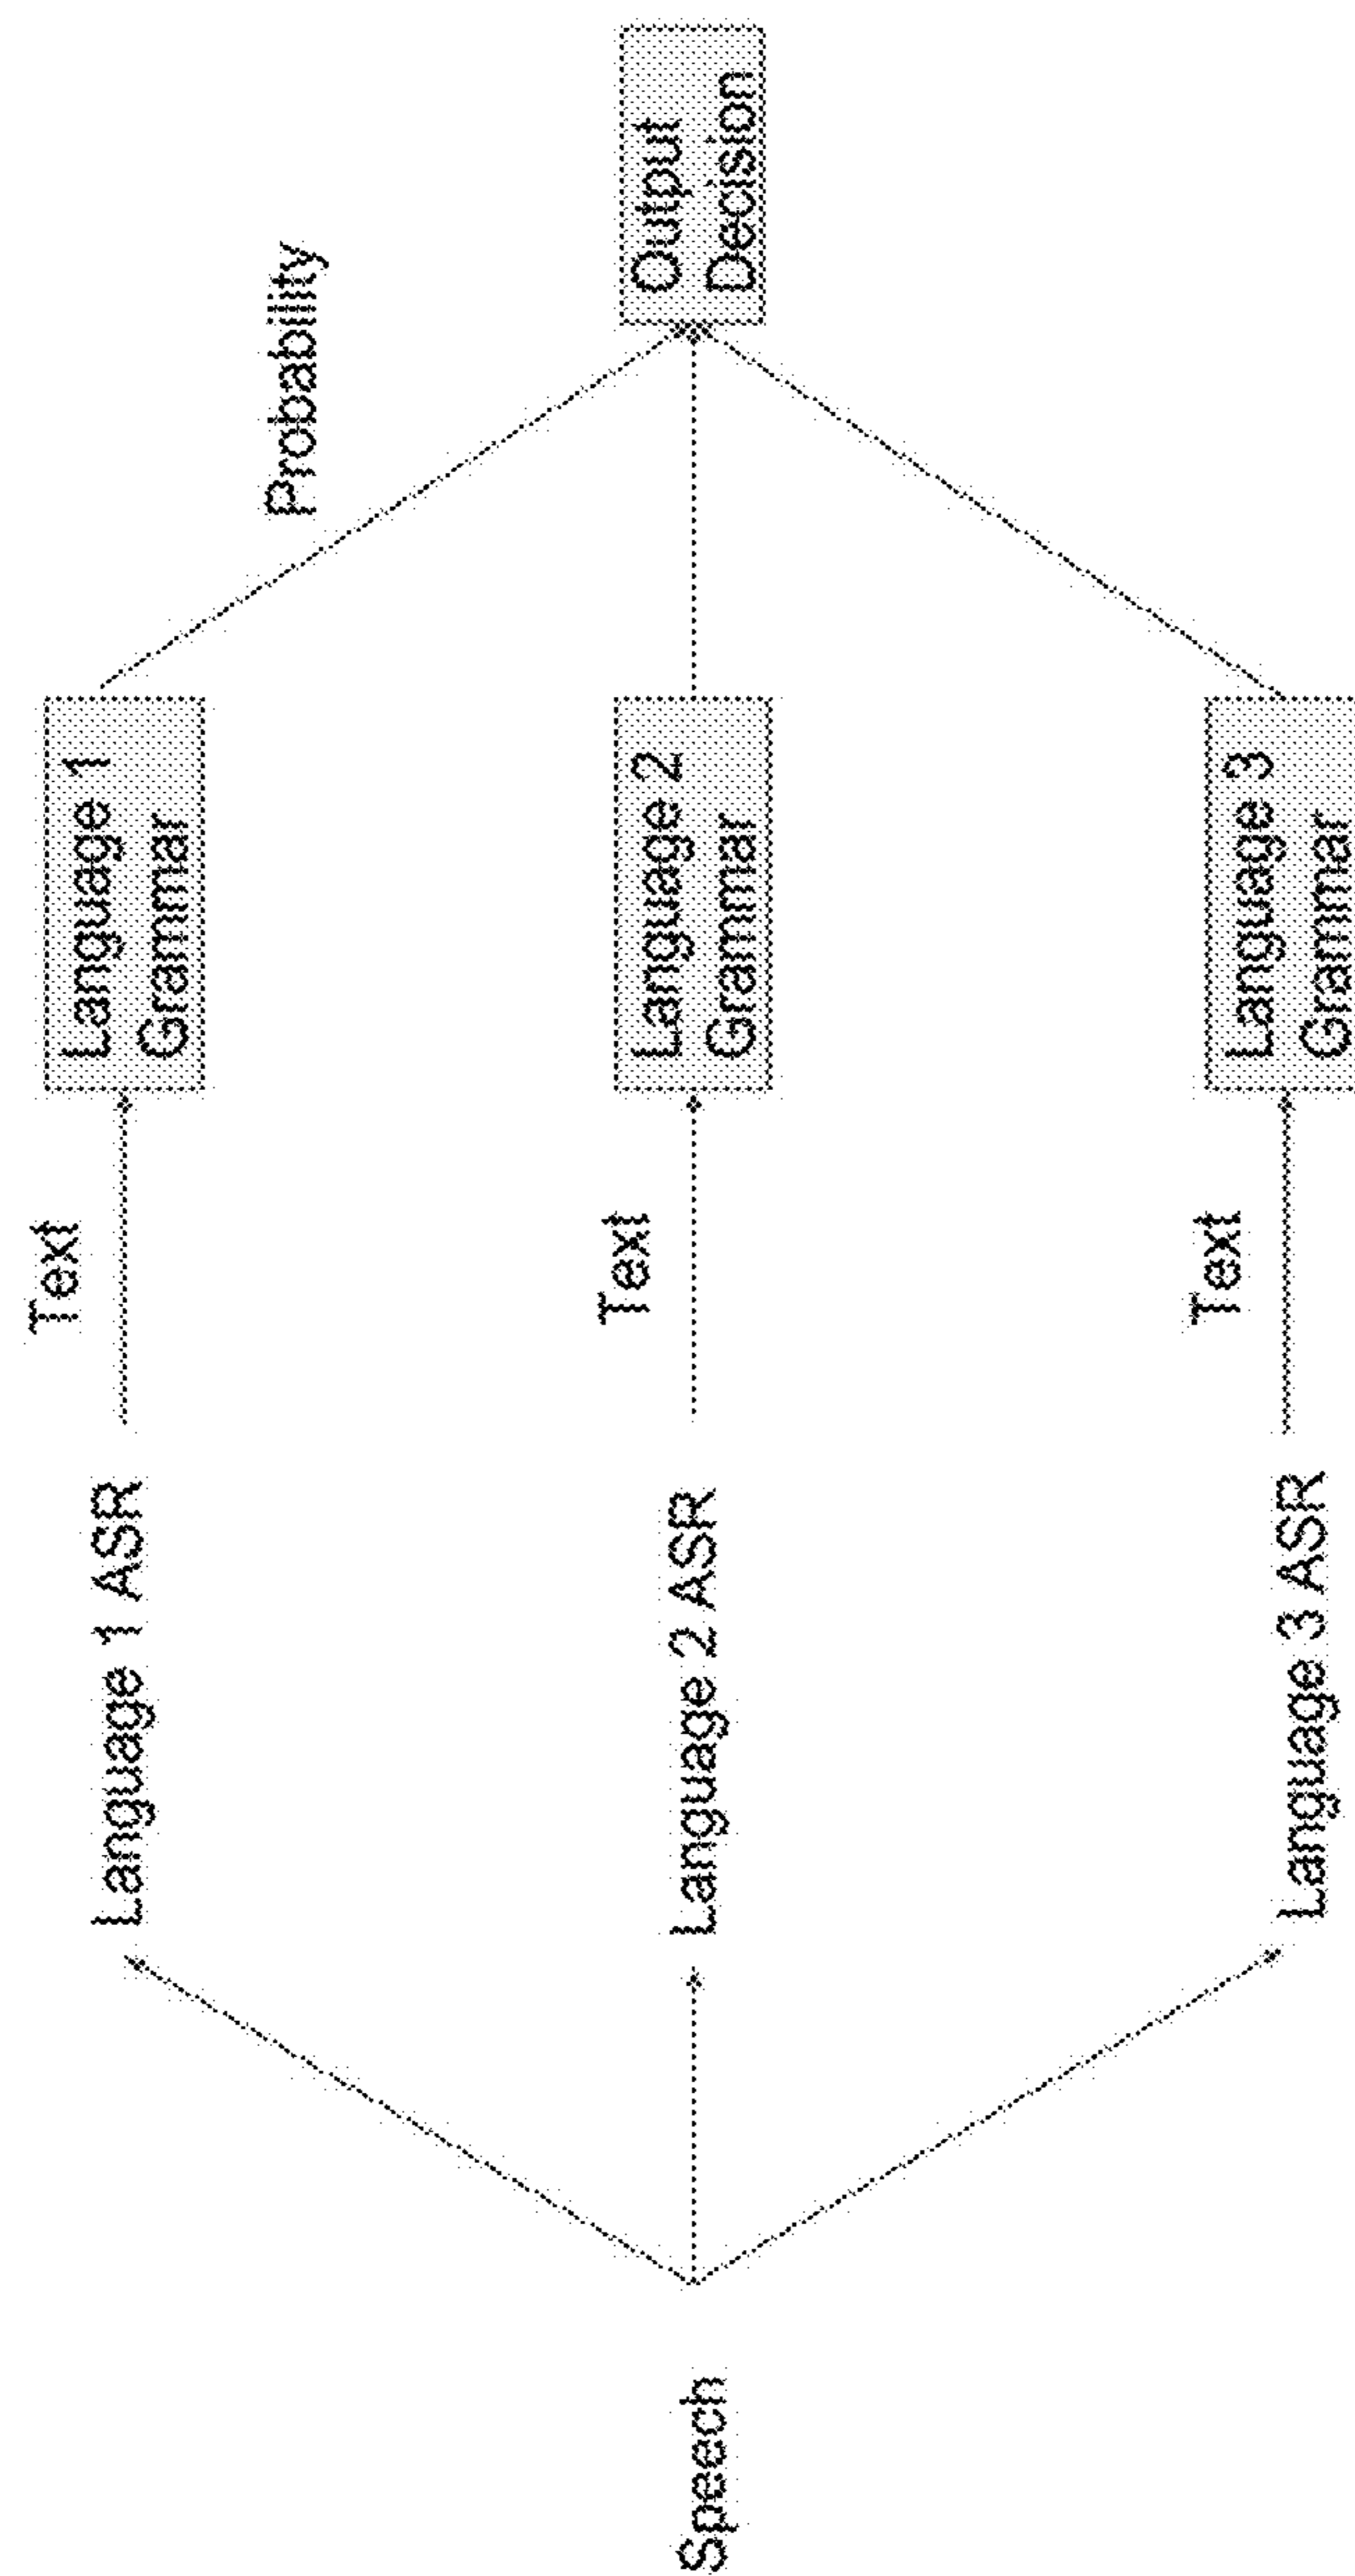 Speech
Language 1 ASR
Language 2 ASR
Language 3 ASR
Text
Text
Text
Language 1
Grammar
Language 2
Grammar
Language 3
Grammar
Probability
Output
Decision